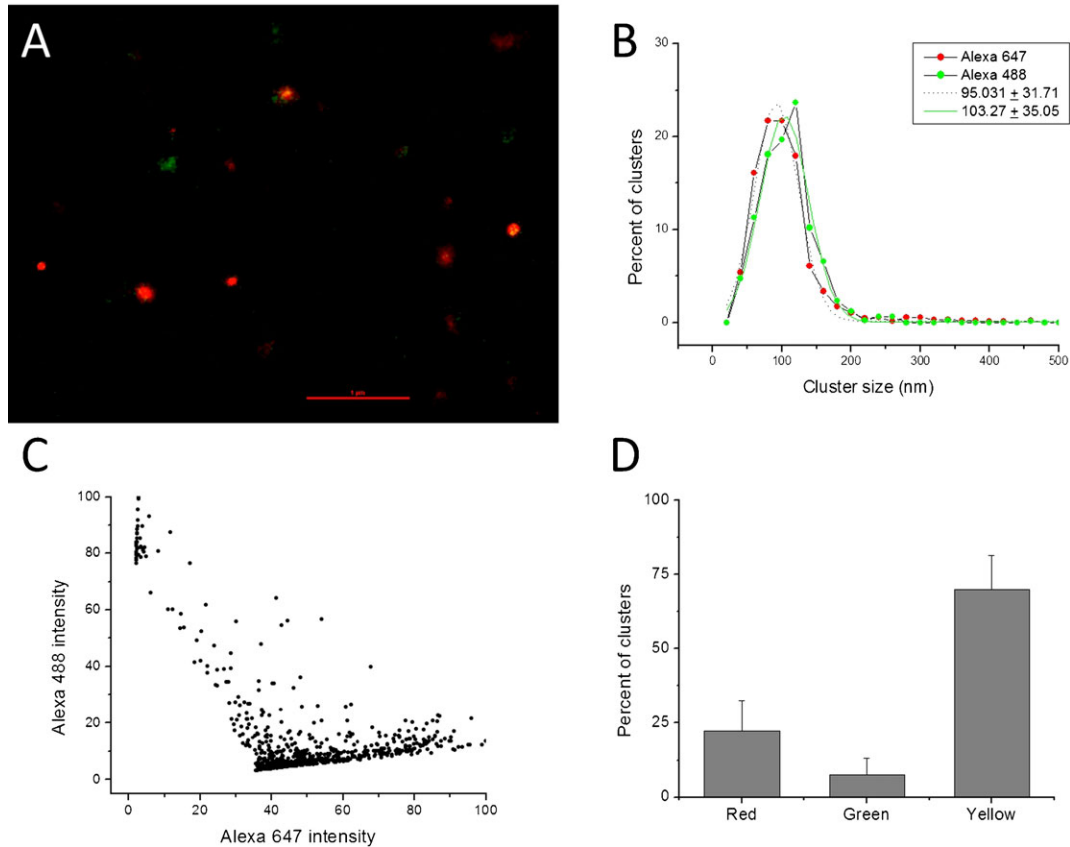 A
1 µm
B
Percent of clusters
30
20
10
0
Alexa 647
Alexa 488
95.031 ± 31.71
103.27 ± 35.05
0
100
200
300
400
500
Cluster size (nm)
C
Alexa 488 intensity
100
80
60
40
20
0
0
20
40
60
80
100
Alexa 647 intensity
D
Percent of clusters
100
75
50
25
0
Red
Green
Yellow